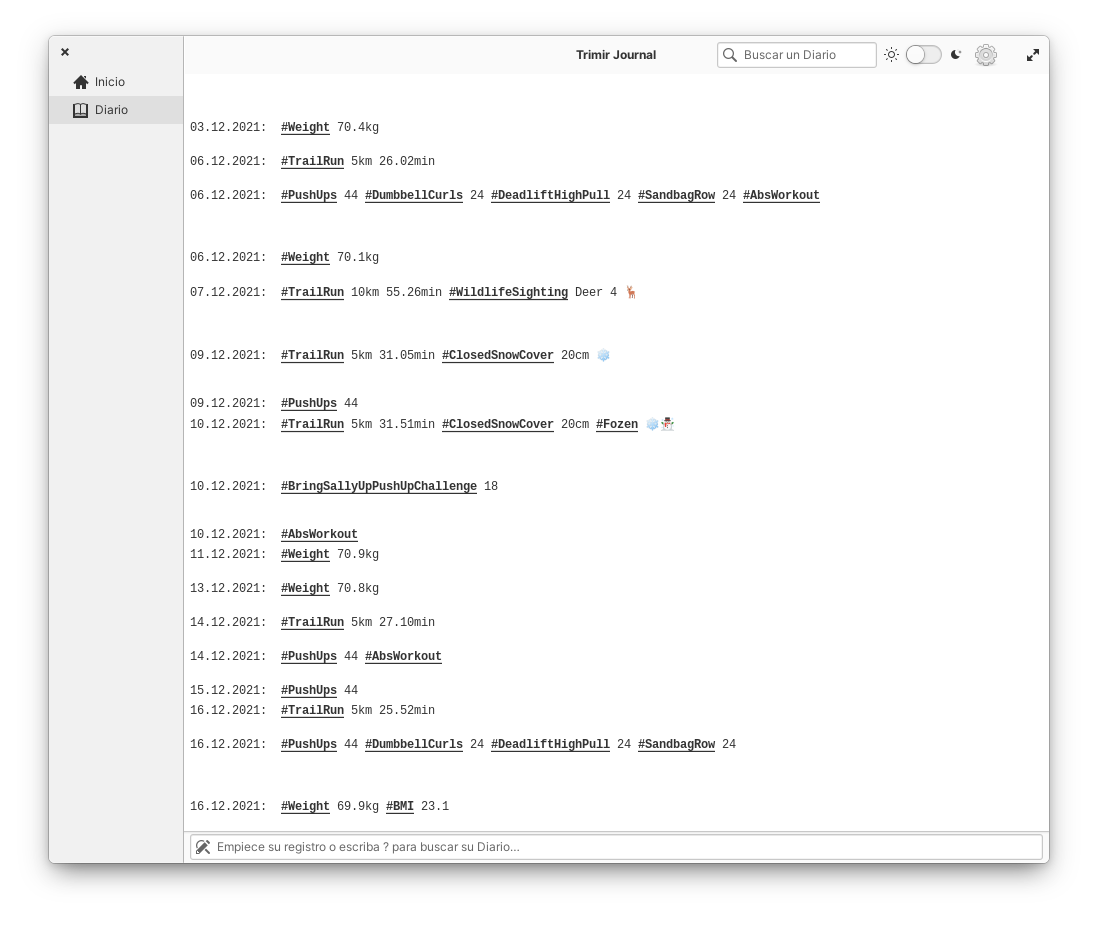 Trimir Journal
Buscar un Diario
Inicio
Diario
03.12.2021: #Weight 70.4kg
06.12.2021: #TrailRun 5km 26.02min
06.12.2021: #PushUps 44 #DumbbellCurls 24 #DeadliftHighPull 24 #SandbagRow 24 #AbsWorkout
06.12.2021: #Weight 70.1kg
07.12.2021: #TrailRun 10km 55.26min #WildlifeSighting Deer 4 🦌
09.12.2021: #TrailRun 5km 31.05min #ClosedSnowCover 20cm ❄️
09.12.2021: #PushUps 44
10.12.2021: #TrailRun 5km 31.51min #ClosedSnowCover 20cm #Fozen ❄️☃️
10.12.2021: #BringSallyUpPushUpChallenge 18
10.12.2021: #AbsWorkout
11.12.2021: #Weight 70.9kg
13.12.2021: #Weight 70.8kg
14.12.2021: #TrailRun 5km 27.10min
14.12.2021: #PushUps 44 #AbsWorkout
15.12.2021: #PushUps 44
16.12.2021: #TrailRun 5km 25.52min
16.12.2021: #PushUps 44 #DumbbellCurls 24 #DeadliftHighPull 24 #SandbagRow 24
16.12.2021: #Weight 69.9kg #BMI 23.1
Empiece su registro o escriba ? para buscar su Diario...